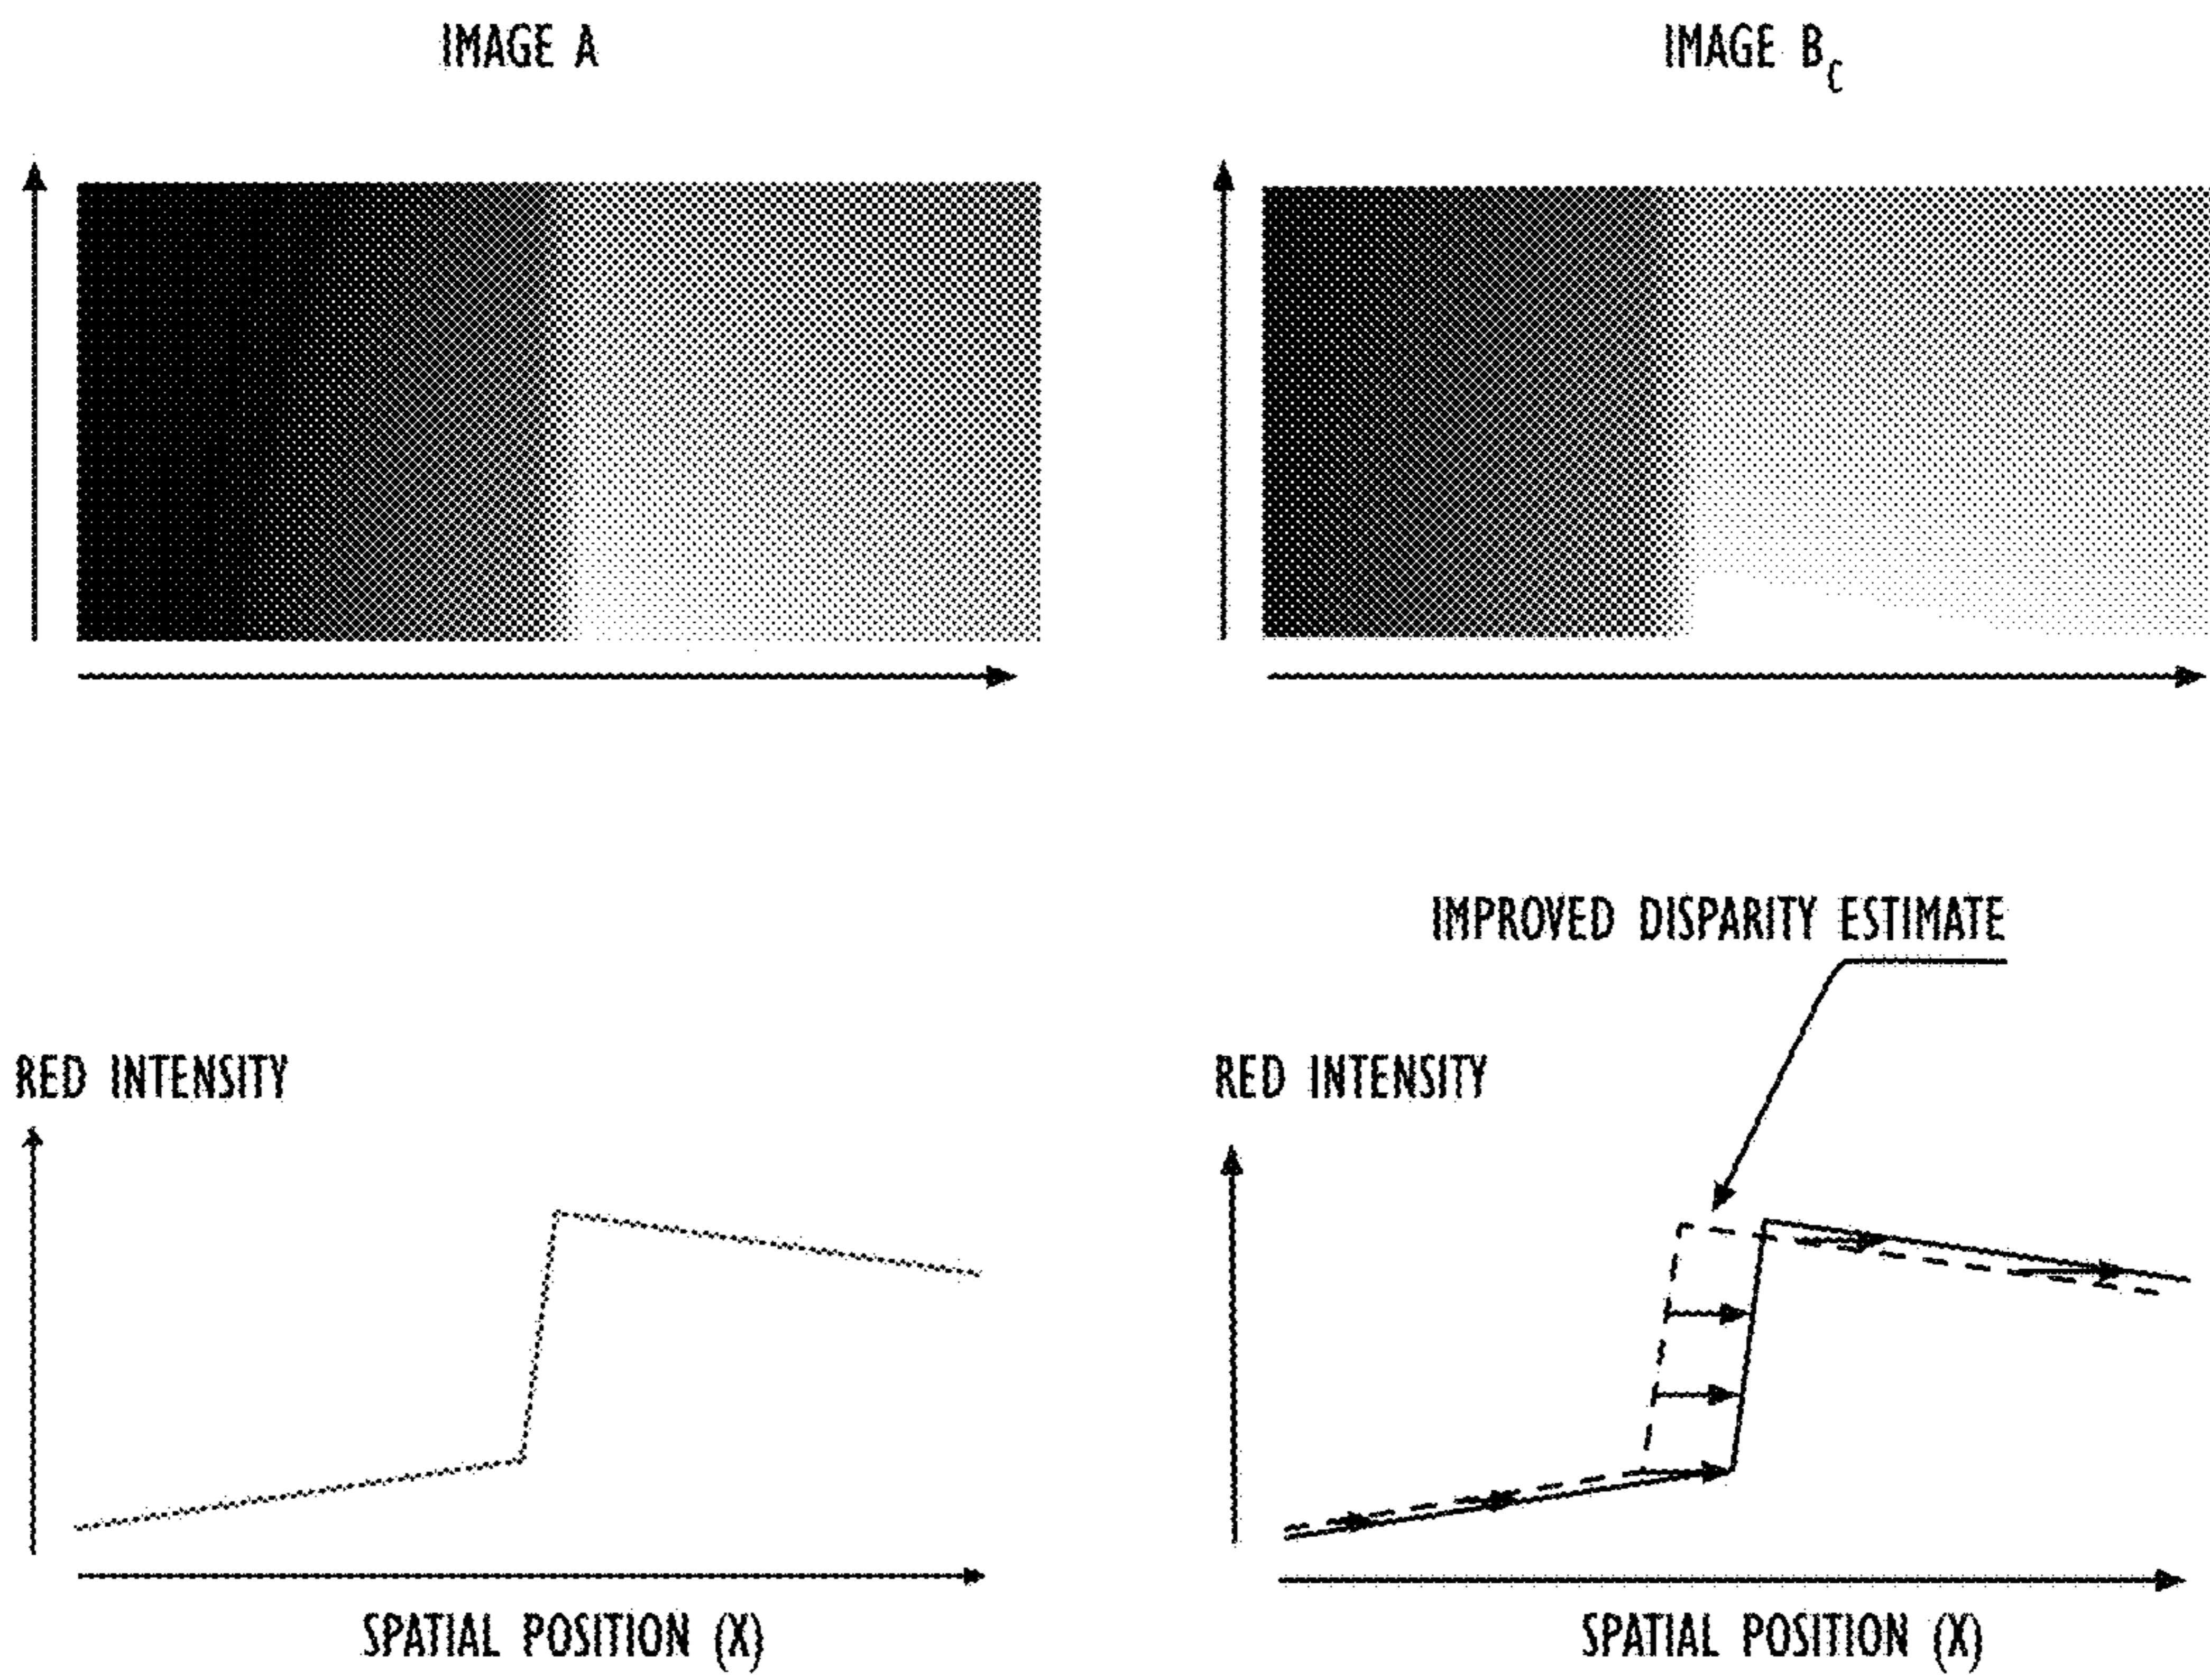 IMAGE A
IMAGE B_C
IMPROVED DISPARITY ESTIMATE
RED INTENSITY
RED INTENSITY
SPATIAL POSITION (X)
SPATIAL POSITION (X)